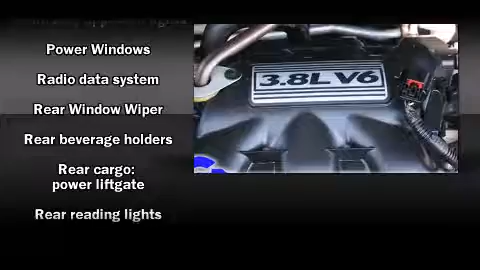 Power Windows
Radio data system
Rear Window Wiper
Rear beverage holders
Rear cargo:
power liftgate
Rear reading lights
3.8L V6